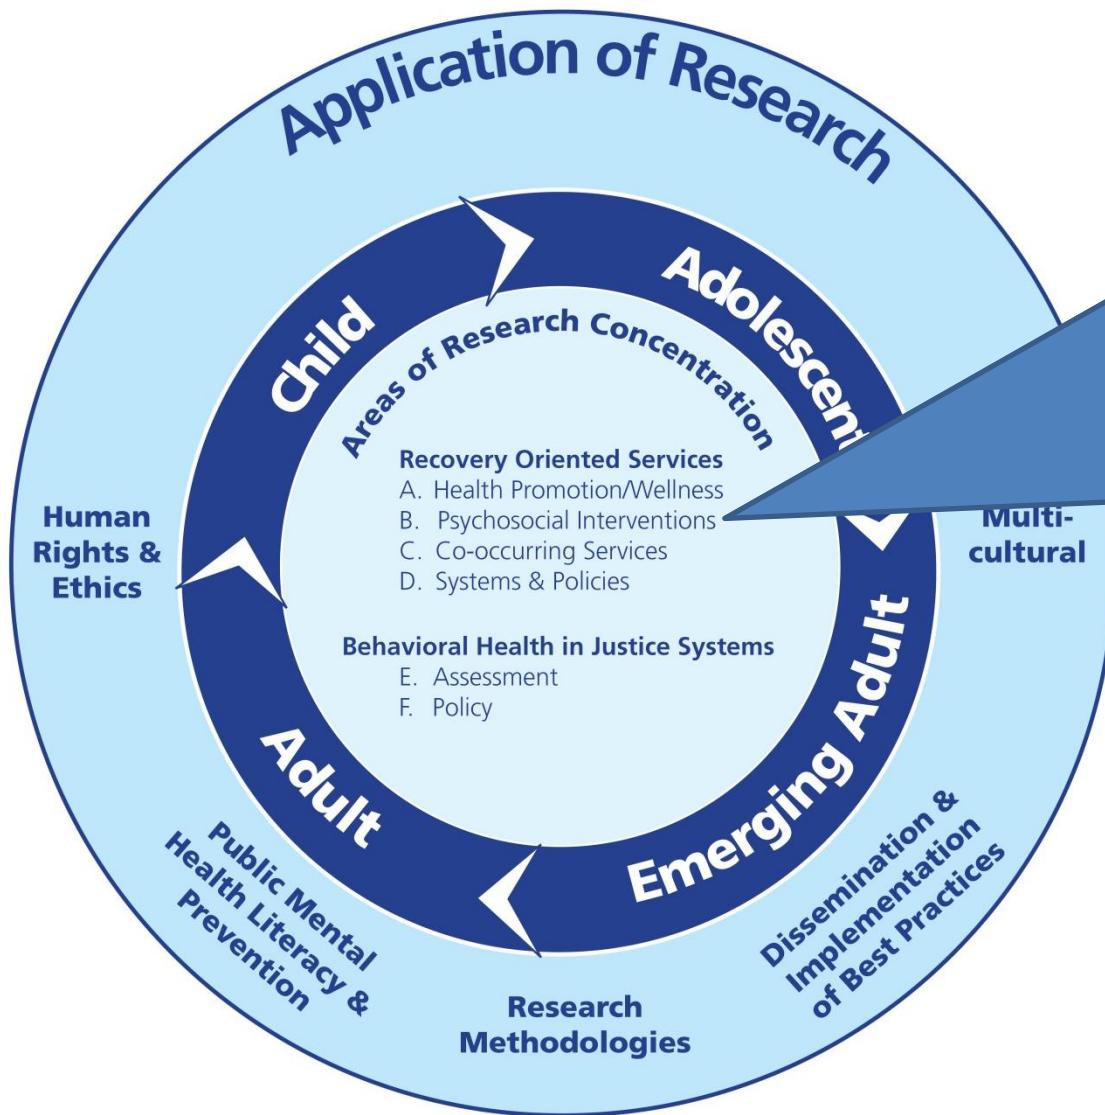 Application of Research
Child
Adolescent
Emerging Adult
Adult
Areas of Research Concentration
Recovery Oriented Services
A. Health Promotion/Wellness
B. Psychosocial Interventions
C. Co-occurring Services
D. Systems & Policies
Behavioral Health in Justice Systems
E. Assessment
F. Policy
Human
Rights &
Ethics
Multi-
cultural
Public Mental
Health Literacy &
Prevention
Research
Methodologies
Dissemination &
Implementation
of Best Practices